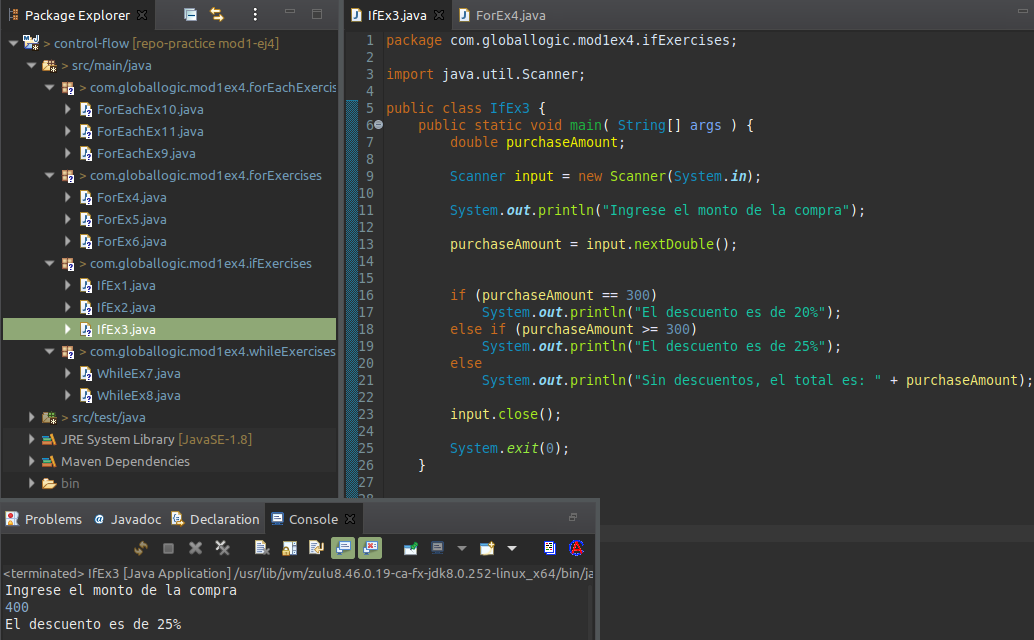 Package Explorer
> control-flow [repo-practice mod1-ej4]
> src/main/java
> com.globallogic.mod1ex4.forEachExercis
ForEachEx10.java
ForEachEx11.java
ForEachEx9.java
> com.globallogic.mod1ex4.forExercises
ForEx4.java
ForEx5.java
ForEx6.java
> com.globallogic.mod1ex4.ifExercises
IfEx1.java
IfEx2.java
IfEx3.java
> com.globallogic.mod1ex4.whileExercises
WhileEx7.java
WhileEx8.java
> src/test/java
JRE System Library [JavaSE-1.8]
Maven Dependencies
bin
IfEx3.java ForEx4.java
1 package com.globallogic.mod1ex4.ifExercises;
2
3 import java.util.Scanner;
4
5 public class IfEx3 {
6 public static void main( String[] args ) {
7 double purchaseAmount;
8
9 Scanner input = new Scanner(System.in);
10
11 System.out.println("Ingrese el monto de la compra");
12
13 purchaseAmount = input.nextDouble();
14
15
16 if (purchaseAmount == 300)
17 System.out.println("El descuento es de 20%");
18 else if (purchaseAmount >= 300)
19 System.out.println("El descuento es de 25%");
20 else
21 System.out.println("Sin descuentos, el total es: " + purchaseAmount);
22
23 input.close();
24
25 System.exit(0);
26 }
27
28
Problems @ Javadoc Declaration Console
<terminated> IfEx3 [Java Application] /usr/lib/jvm/zulu8.46.0.19-ca-fx-jdk8.0.252-linux_x64/bin/ja
Ingrese el monto de la compra
400
El descuento es de 25%